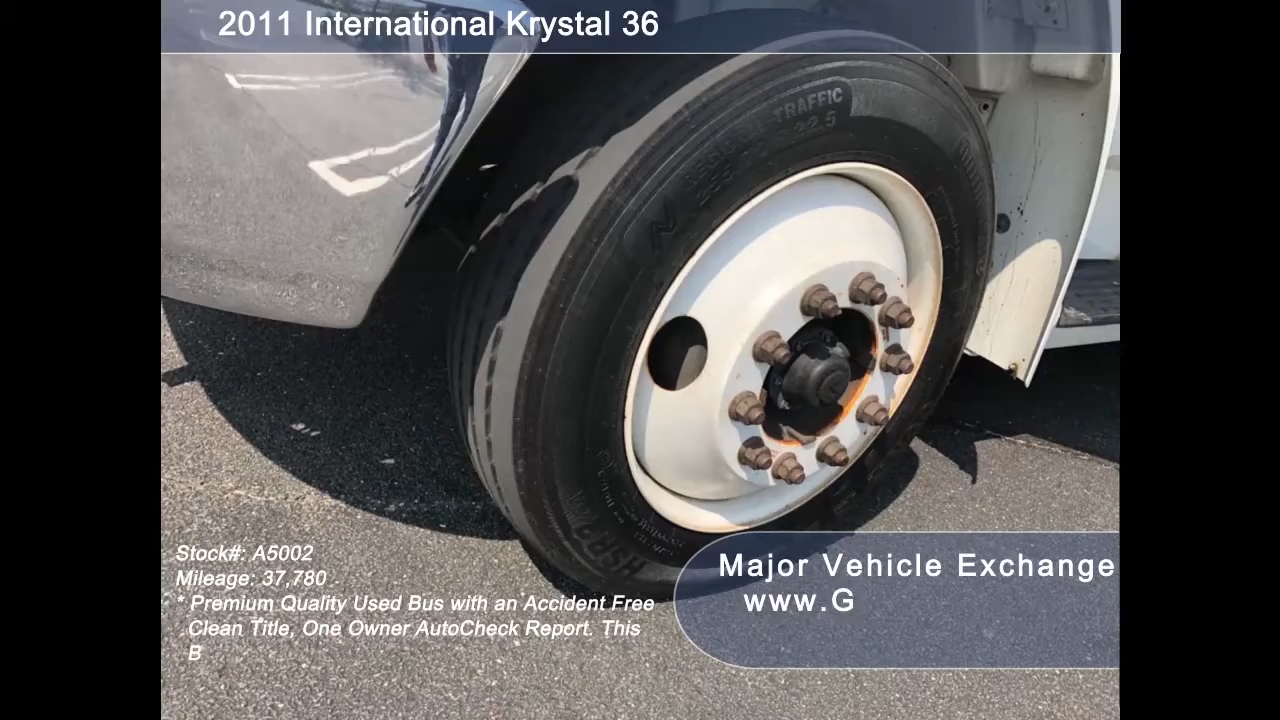 2011 International Krystal 36
TRAFFIC
22.5
Stock#: A5002
Mileage: 37,780
* Premium Quality Used Bus with an Accident Free
Clean Title, One Owner AutoCheck Report. This
B
Major Vehicle Exchange
www.G
HSR2